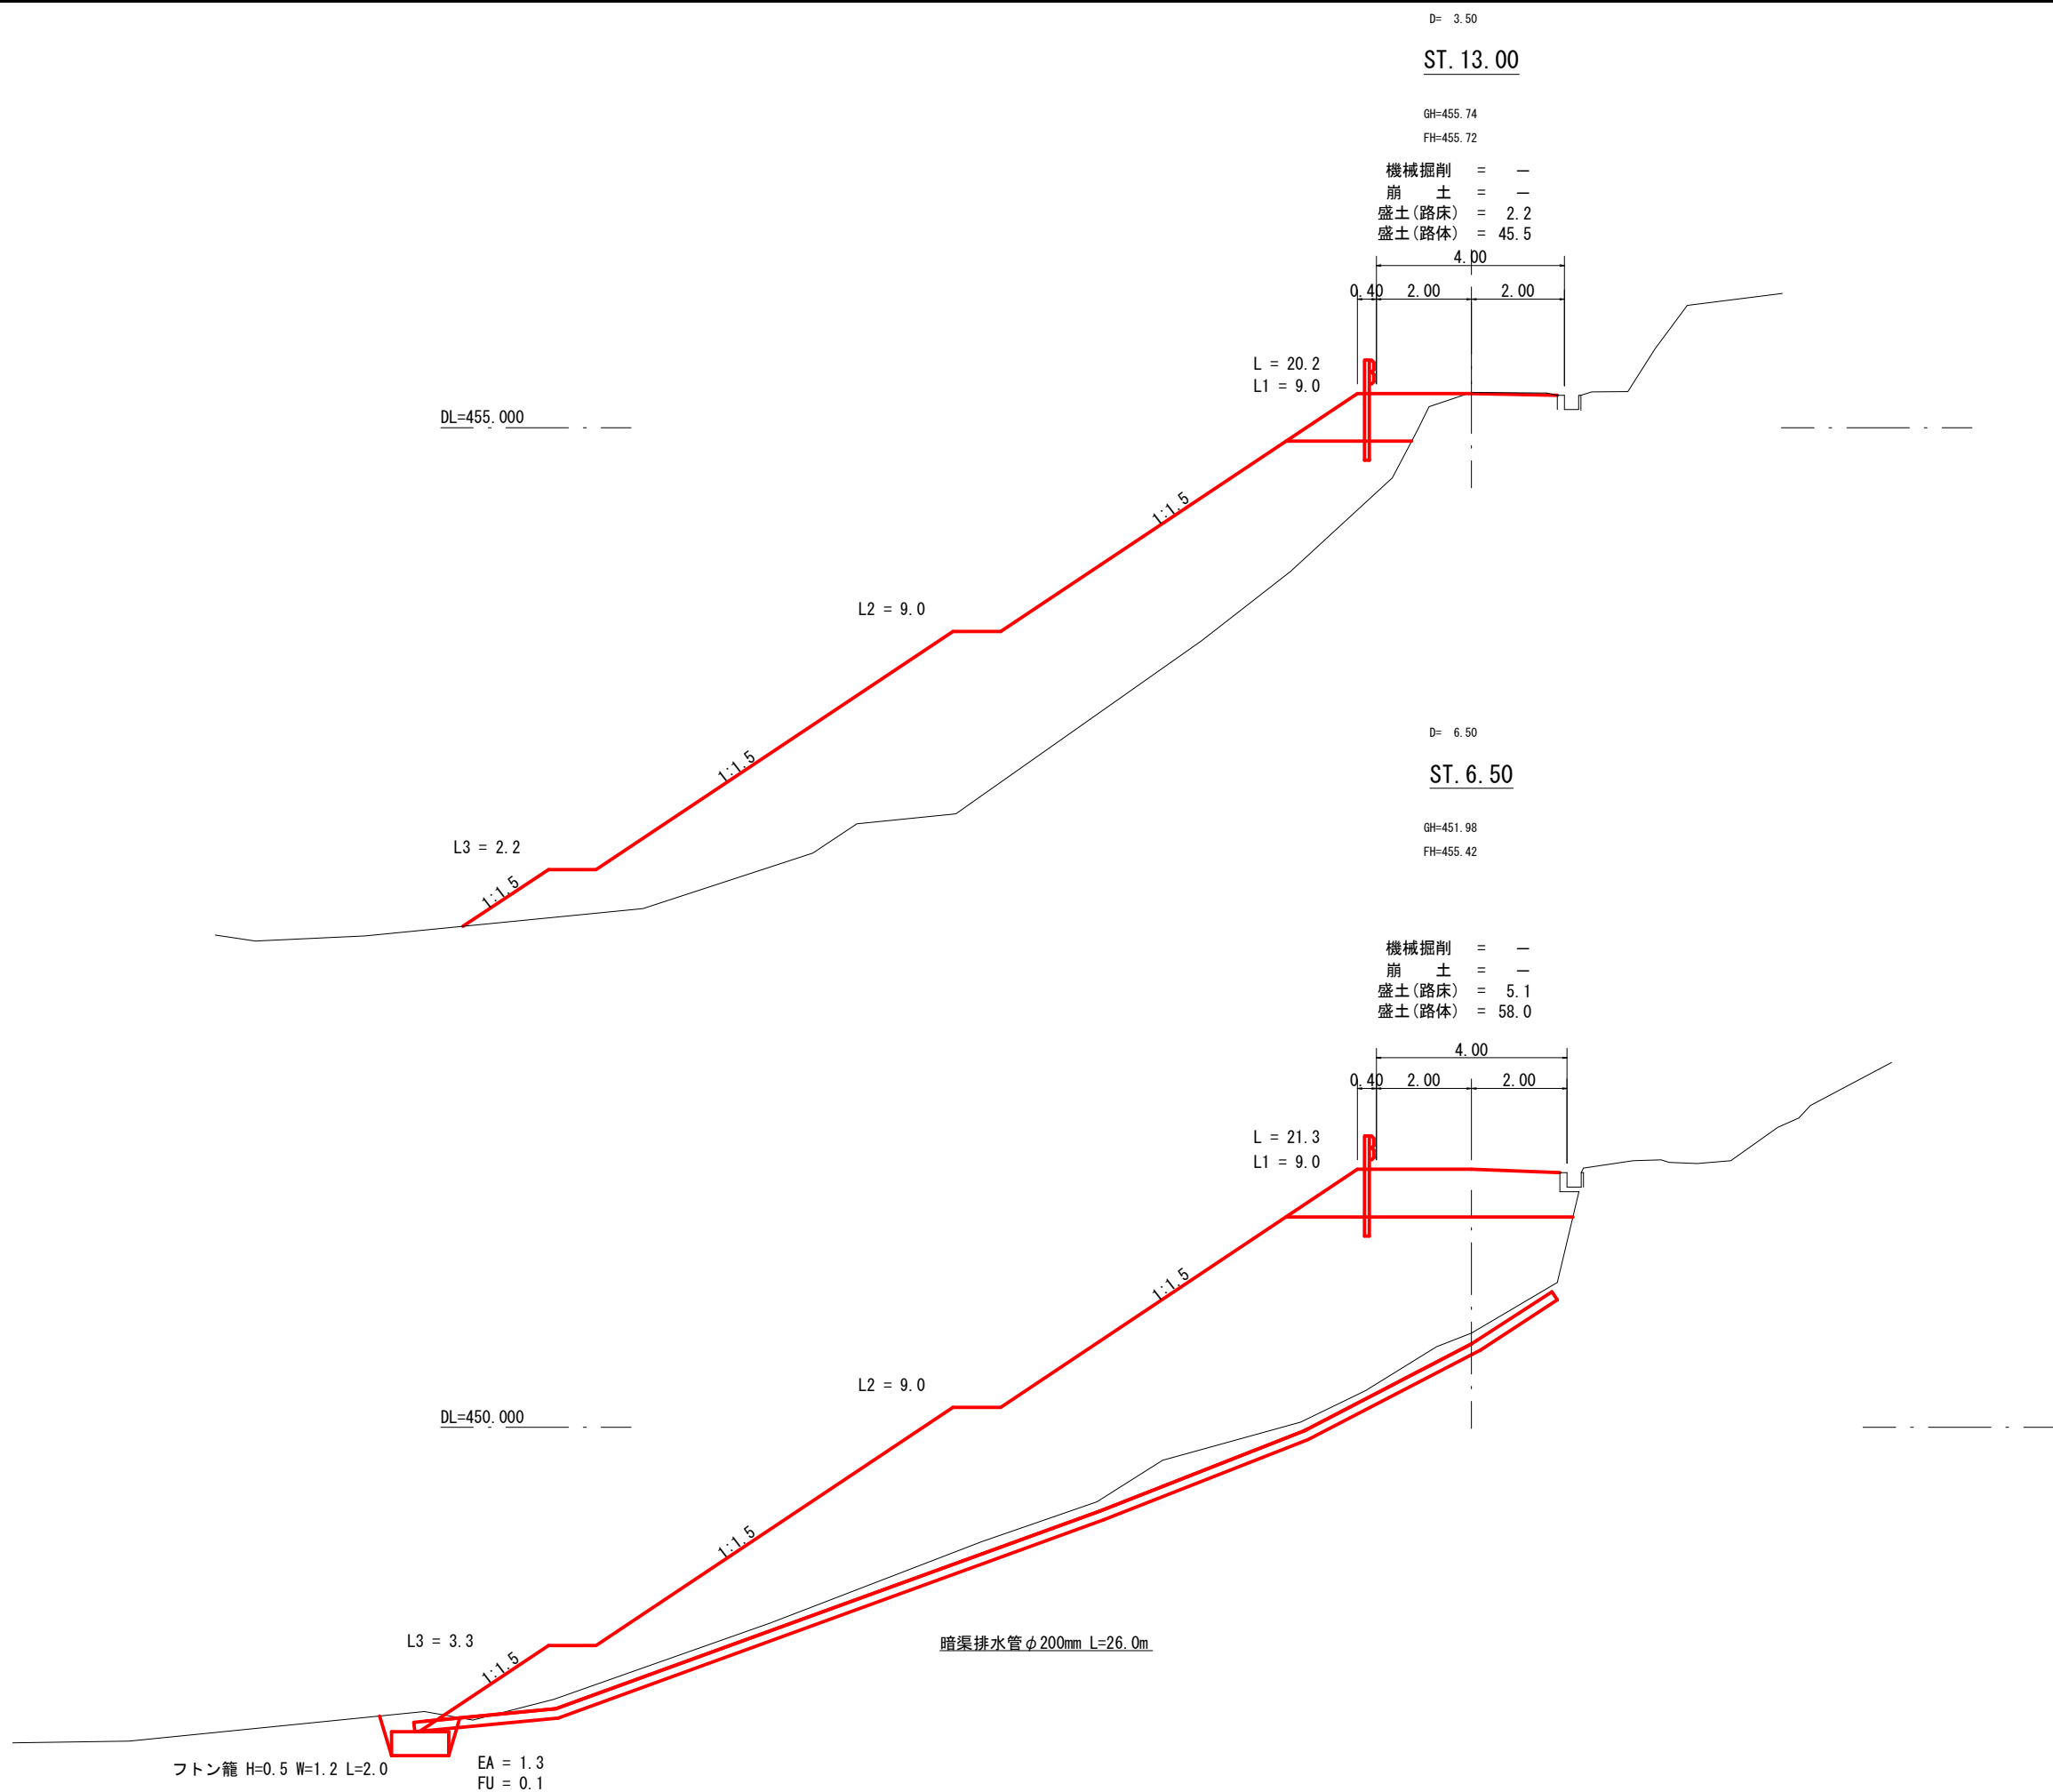 D= 3.50
ST.13.00
GH=455.74
FH=455.72
機械掘削 = −
崩 土 = −
盛土(路床) = 2.2
盛土(路体) = 45.5
4.00
0.40 2.00 2.00
L = 20.2
L1 = 9.0
DL=455.000
1:1.5
L2 = 9.0
1:1.5
L3 = 2.2
1:1.5
D= 6.50
ST.6.50
GH=451.98
FH=455.42
機械掘削 = −
崩 土 = −
盛土(路床) = 5.1
盛土(路体) = 58.0
4.00
0.40 2.00 2.00
L = 21.3
L1 = 9.0
1:1.5
L2 = 9.0
DL=450.000
1:1.5
L3 = 3.3
1:1.5
暗渠排水管φ200mm L=26.0m
フトン籠 H=0.5 W=1.2 L=2.0
EA = 1.3
FU = 0.1